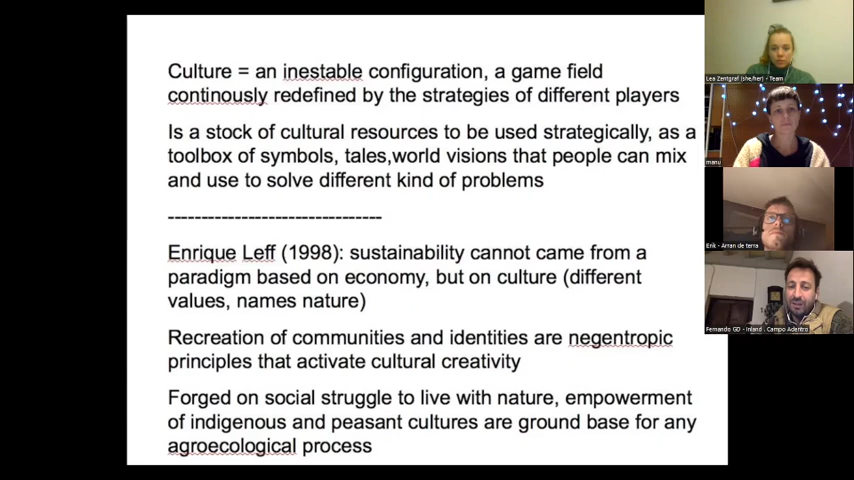 Culture = an inestable configuration, a game field
continously redefined by the strategies of different players
Is a stock of cultural resources to be used strategically, as a
toolbox of symbols, tales,world visions that people can mix
and use to solve different kind of problems
---------------------------------
Enrique Leff (1998): sustainability cannot came from a
paradigm based on economy, but on culture (different
values, names nature)
Recreation of communities and identities are negentropic
principles that activate cultural creativity
Forged on social struggle to live with nature, empowerment
of indigenous and peasant cultures are ground base for any
agroecological process
Lea Zentgraf (she/her) - Team
manu
Erik - Arran de terra
Fernando GD - Inland . Campo Adentro